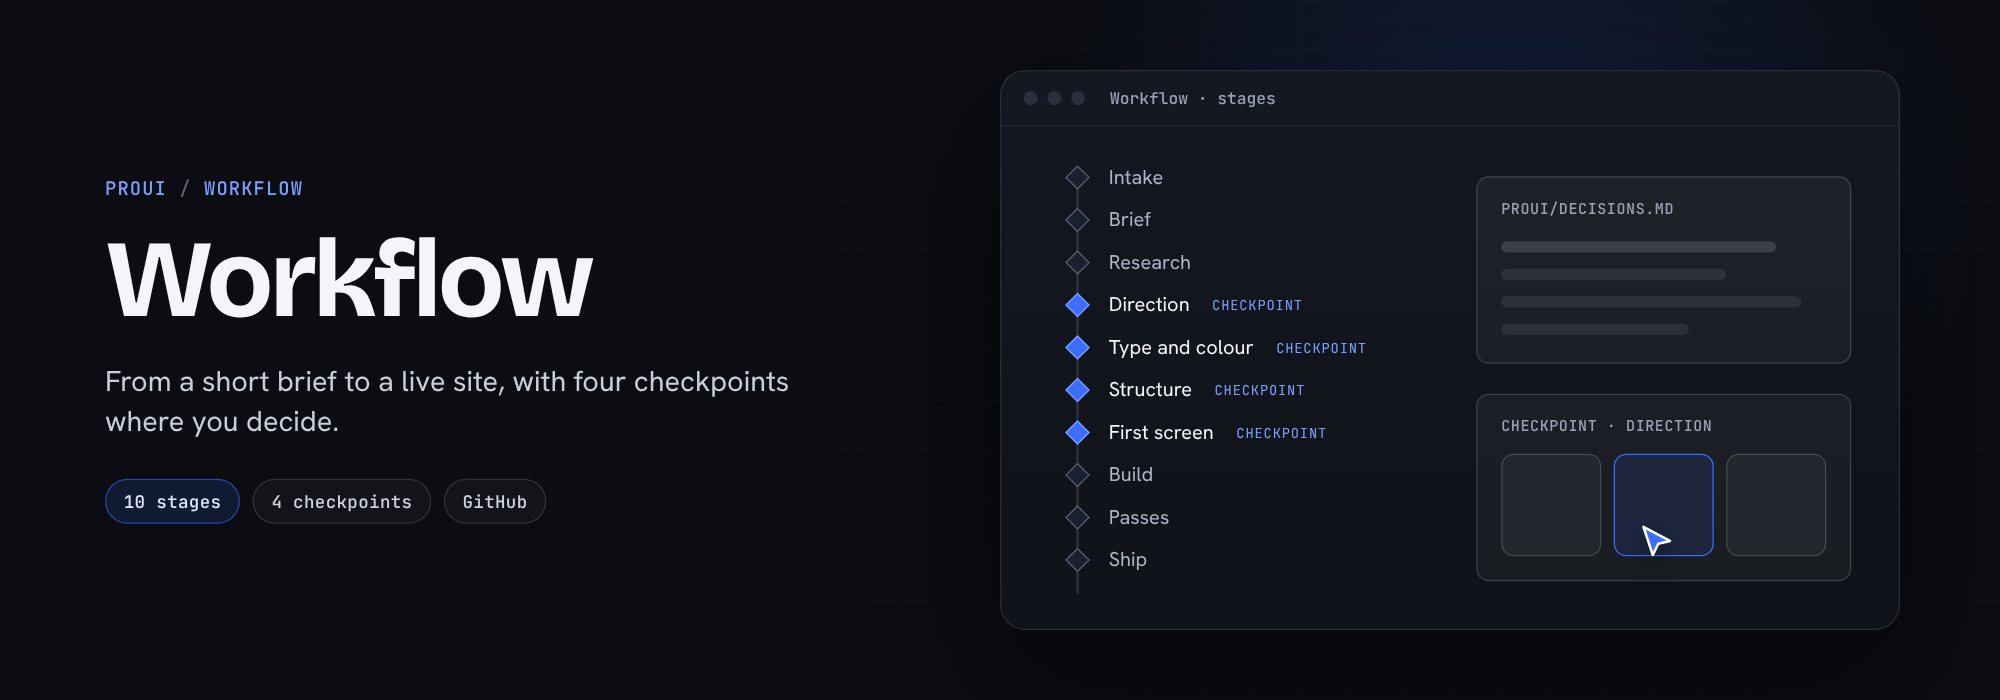 PROUI / WORKFLOW
Workflow
From a short brief to a live site, with four checkpoints
where you decide.
10 stages
4 checkpoints
GitHub
Workflow · stages
Intake
Brief
Research
Direction CHECKPOINT
Type and colour CHECKPOINT
Structure CHECKPOINT
First screen CHECKPOINT
Build
Passes
Ship
PROUI/DECISIONS.MD
CHECKPOINT · DIRECTION